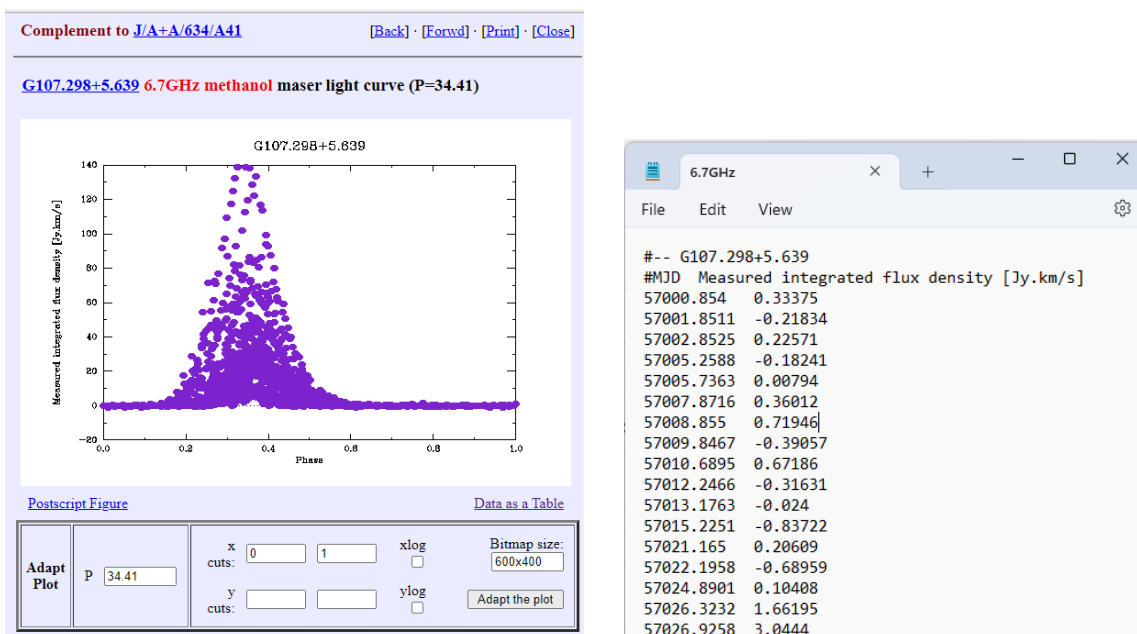 Complement to J/A+A/634/A41 [Back] · [Forwd] · [Print] · [Close]
G107.298+5.639 6.7GHz methanol maser light curve (P=34.41)
G107.298+5.639
Measured integrated flux density [Jy.km/s]
140
120
100
80
60
40
20
0
-20
0.0 0.2 0.4 0.6 0.8 1.0
Phase
Postscript Figure Data as a Table
Adapt Plot
P 34.41
x cuts: 0 1 xlog
y cuts: ylog
Bitmap size:
600x400
Adapt the plot
6.7GHz
File Edit View
#-- G107.298+5.639
#MJD Measured integrated flux density [Jy.km/s]
57000.854 0.33375
57001.8511 -0.21834
57002.8525 0.22571
57005.2588 -0.18241
57005.7363 0.00794
57007.8716 0.36012
57008.855 0.71946
57009.8467 -0.39057
57010.6895 0.67186
57012.2466 -0.31631
57013.1763 -0.024
57015.2251 -0.83722
57021.165 0.20609
57022.1958 -0.68959
57024.8901 0.10408
57026.3232 1.66195
57026.9258 3.0444